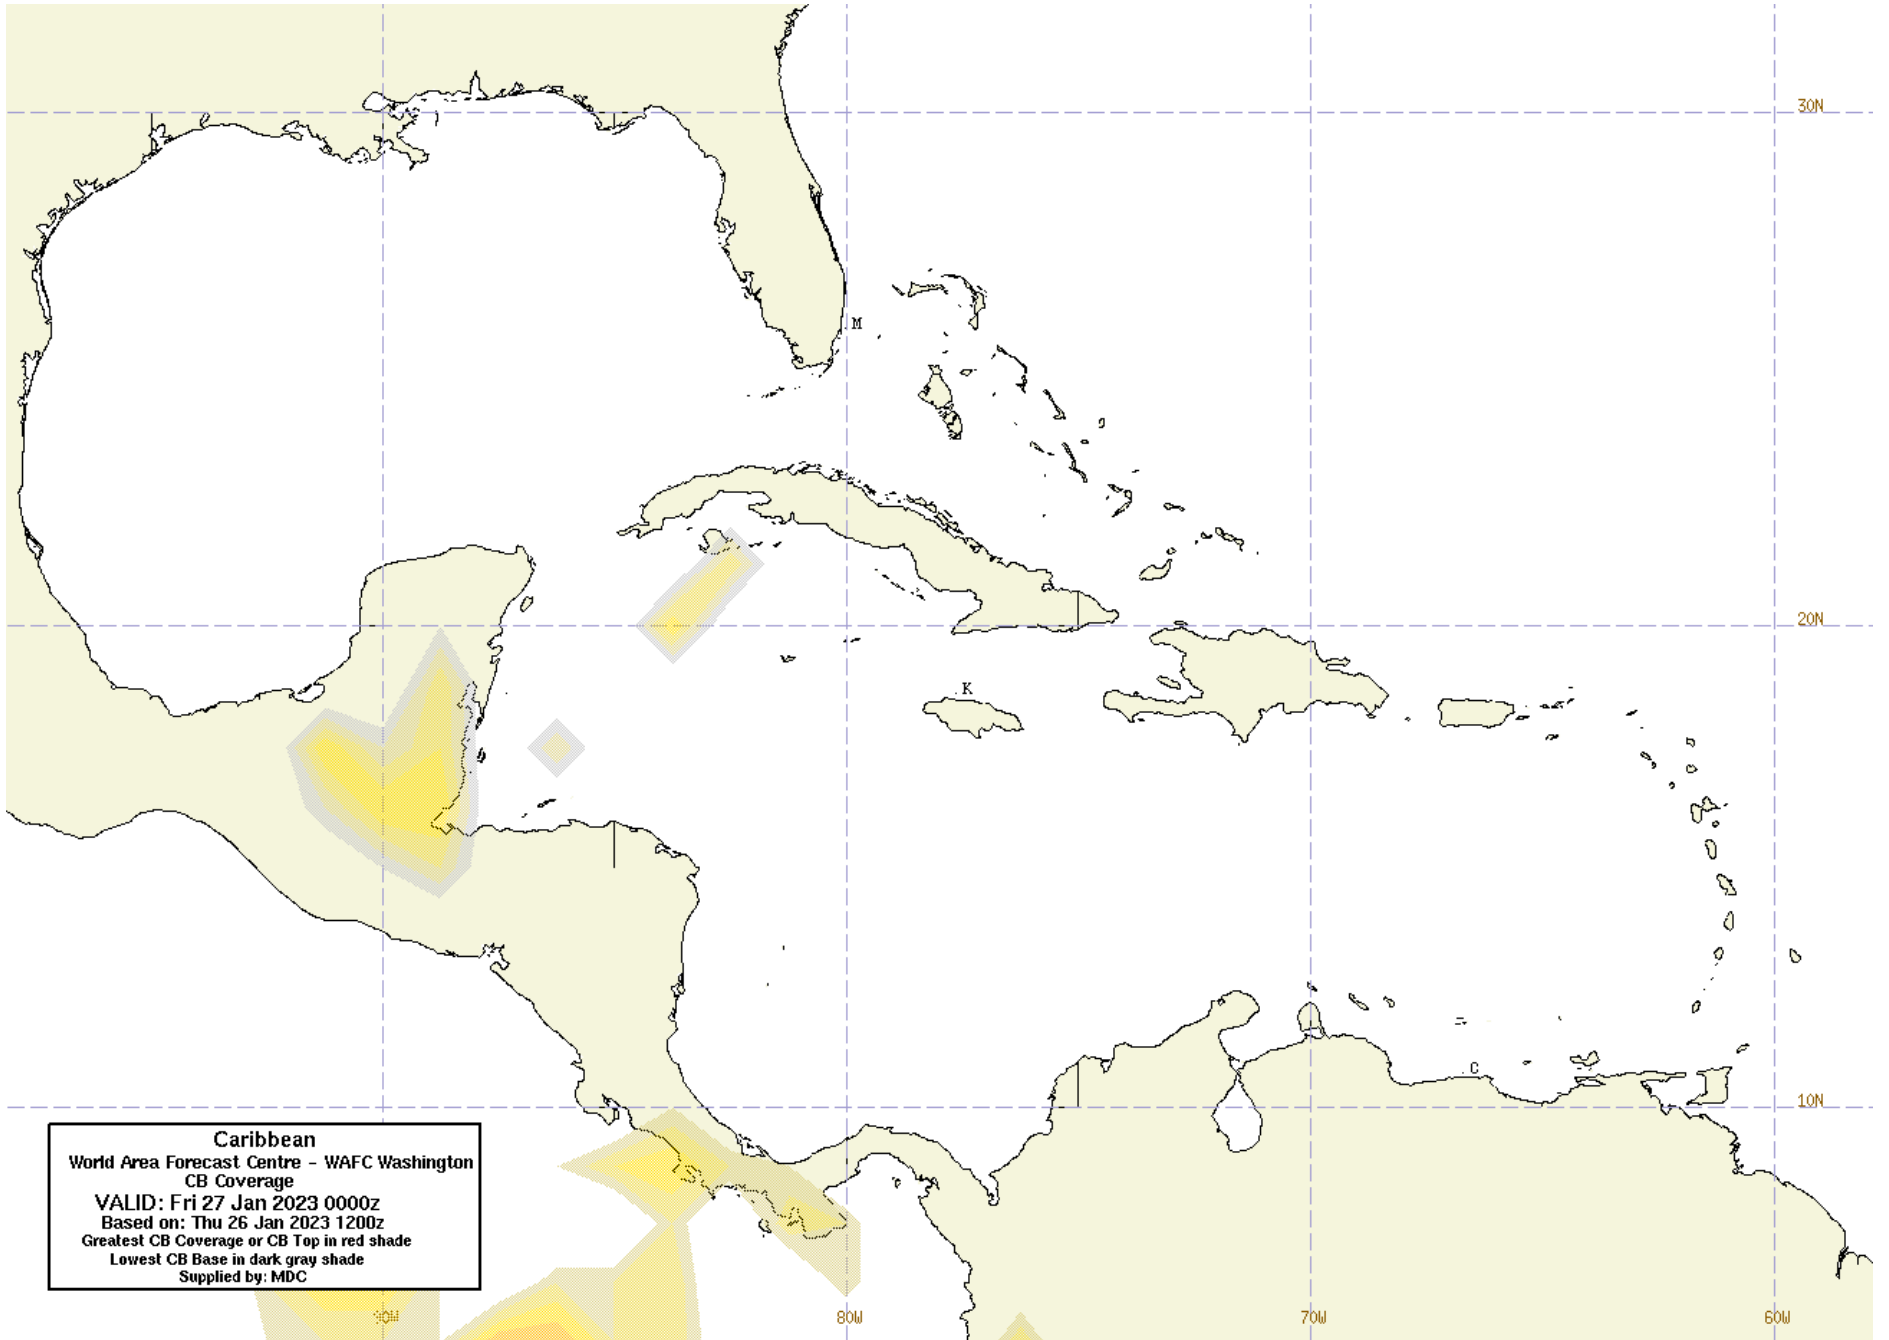 30N
M
20N
K
C
10N
Caribbean
World Area Forecast Centre - WAFC Washington
CB Coverage
VALID: Fri 27 Jan 2023 0000z
Based on: Thu 26 Jan 2023 1200z
Greatest CB Coverage or CB Top in red shade
Lowest CB Base in dark gray shade
Supplied by: MDC
90W 80W 70W 60W